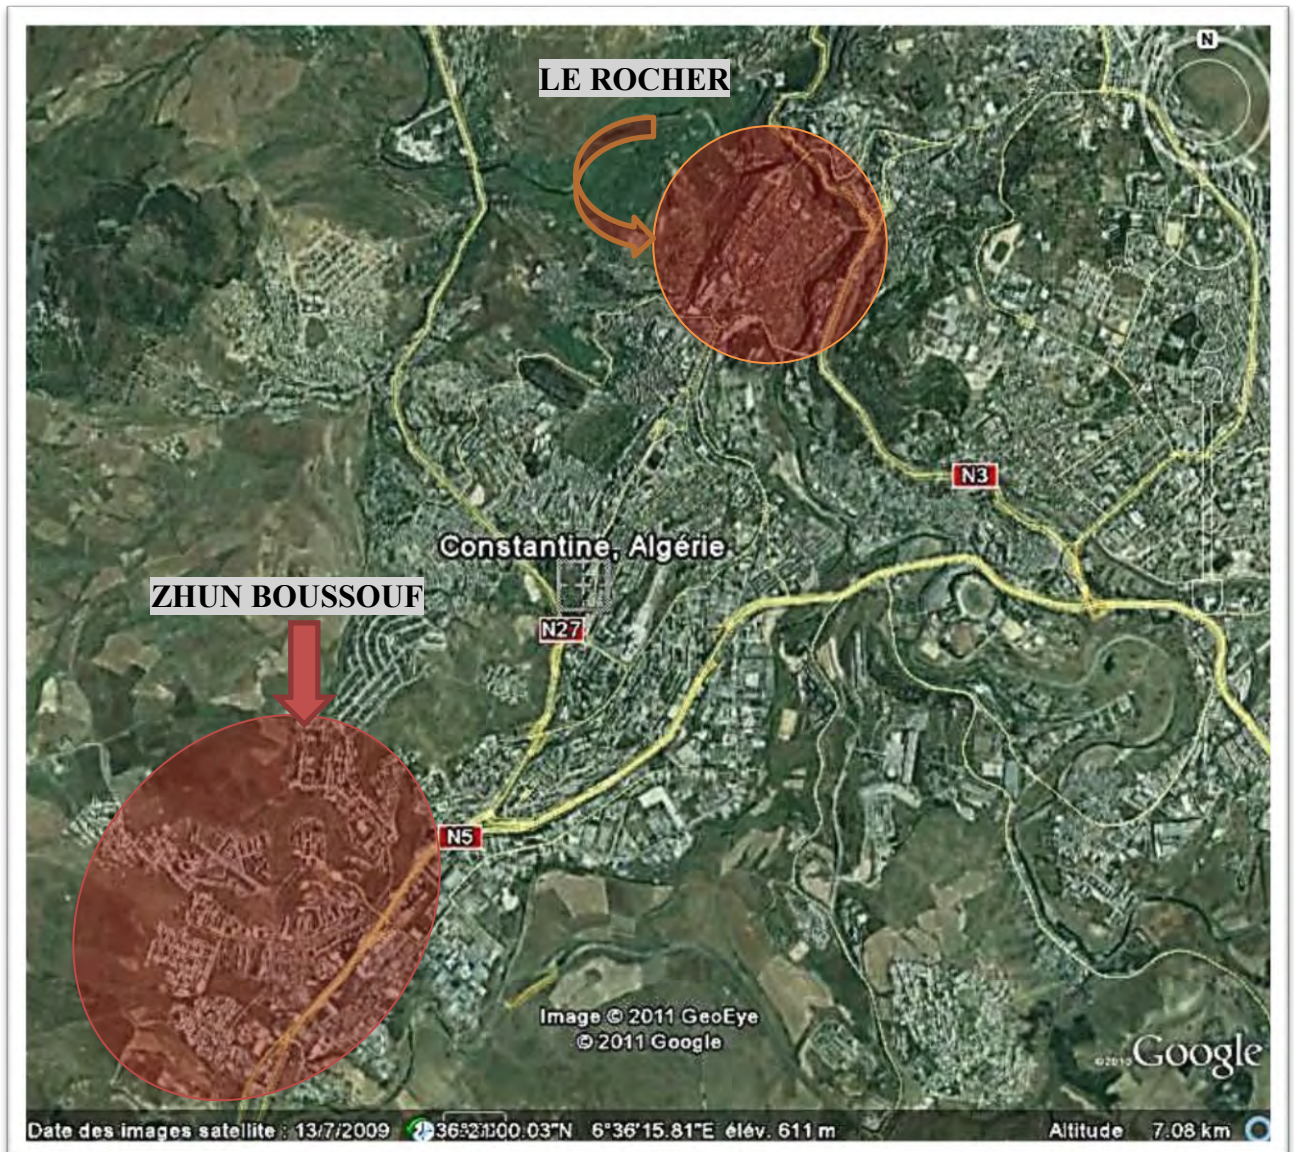 N
LE ROCHER
N3
Constantine, Algérie
ZHUN BOUSSOUF
N27
N5
Image © 2011 GeoEye
© 2011 Google
©2010 Google
Date des images satellite : 13/7/2009 6°36'15.81"E élév. 611 m Altitude 7.08 km